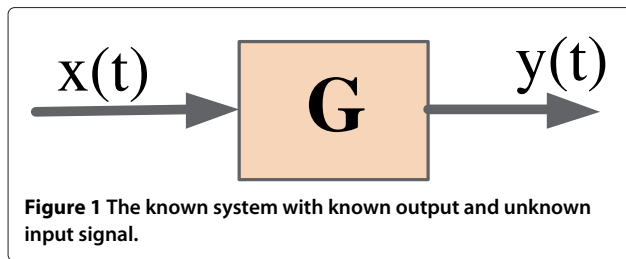 x(t)
G
y(t)
Figure 1 The known system with known output and unknown
input signal.